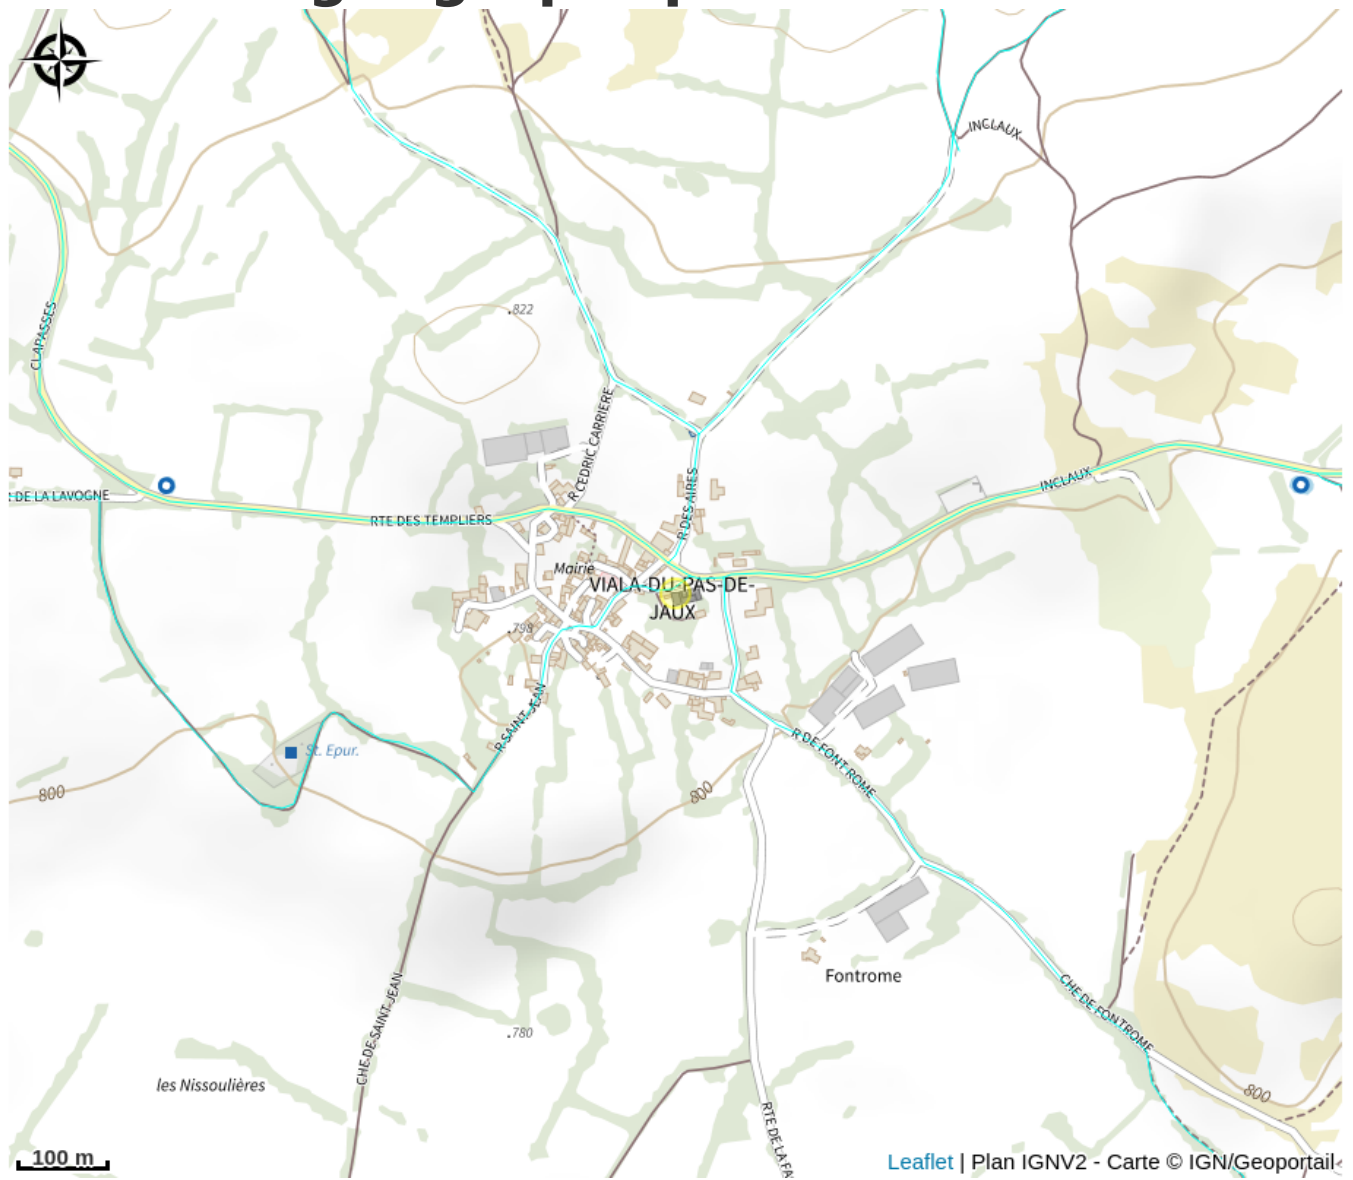 INCLAUX
.822
CLAPASSES
R CEDRIC CARRIERE
R DES AIRES
INCLAUX
DE LA LAVOGNE
RTE DES TEMPLIERS
Mairie
VIALA-DU-PAS-DE-
JAUX
.798
R SAINT-JEAN
St. Epur.
R DE FONT ROME
800
800
Fontrome
CHE DE SAINT-JEAN
CHE DE FONTROME
.780
les Nissoulières
800
RTE DE LA FA
100 m
Leaflet | Plan IGNV2 - Carte © IGN/Geoportail